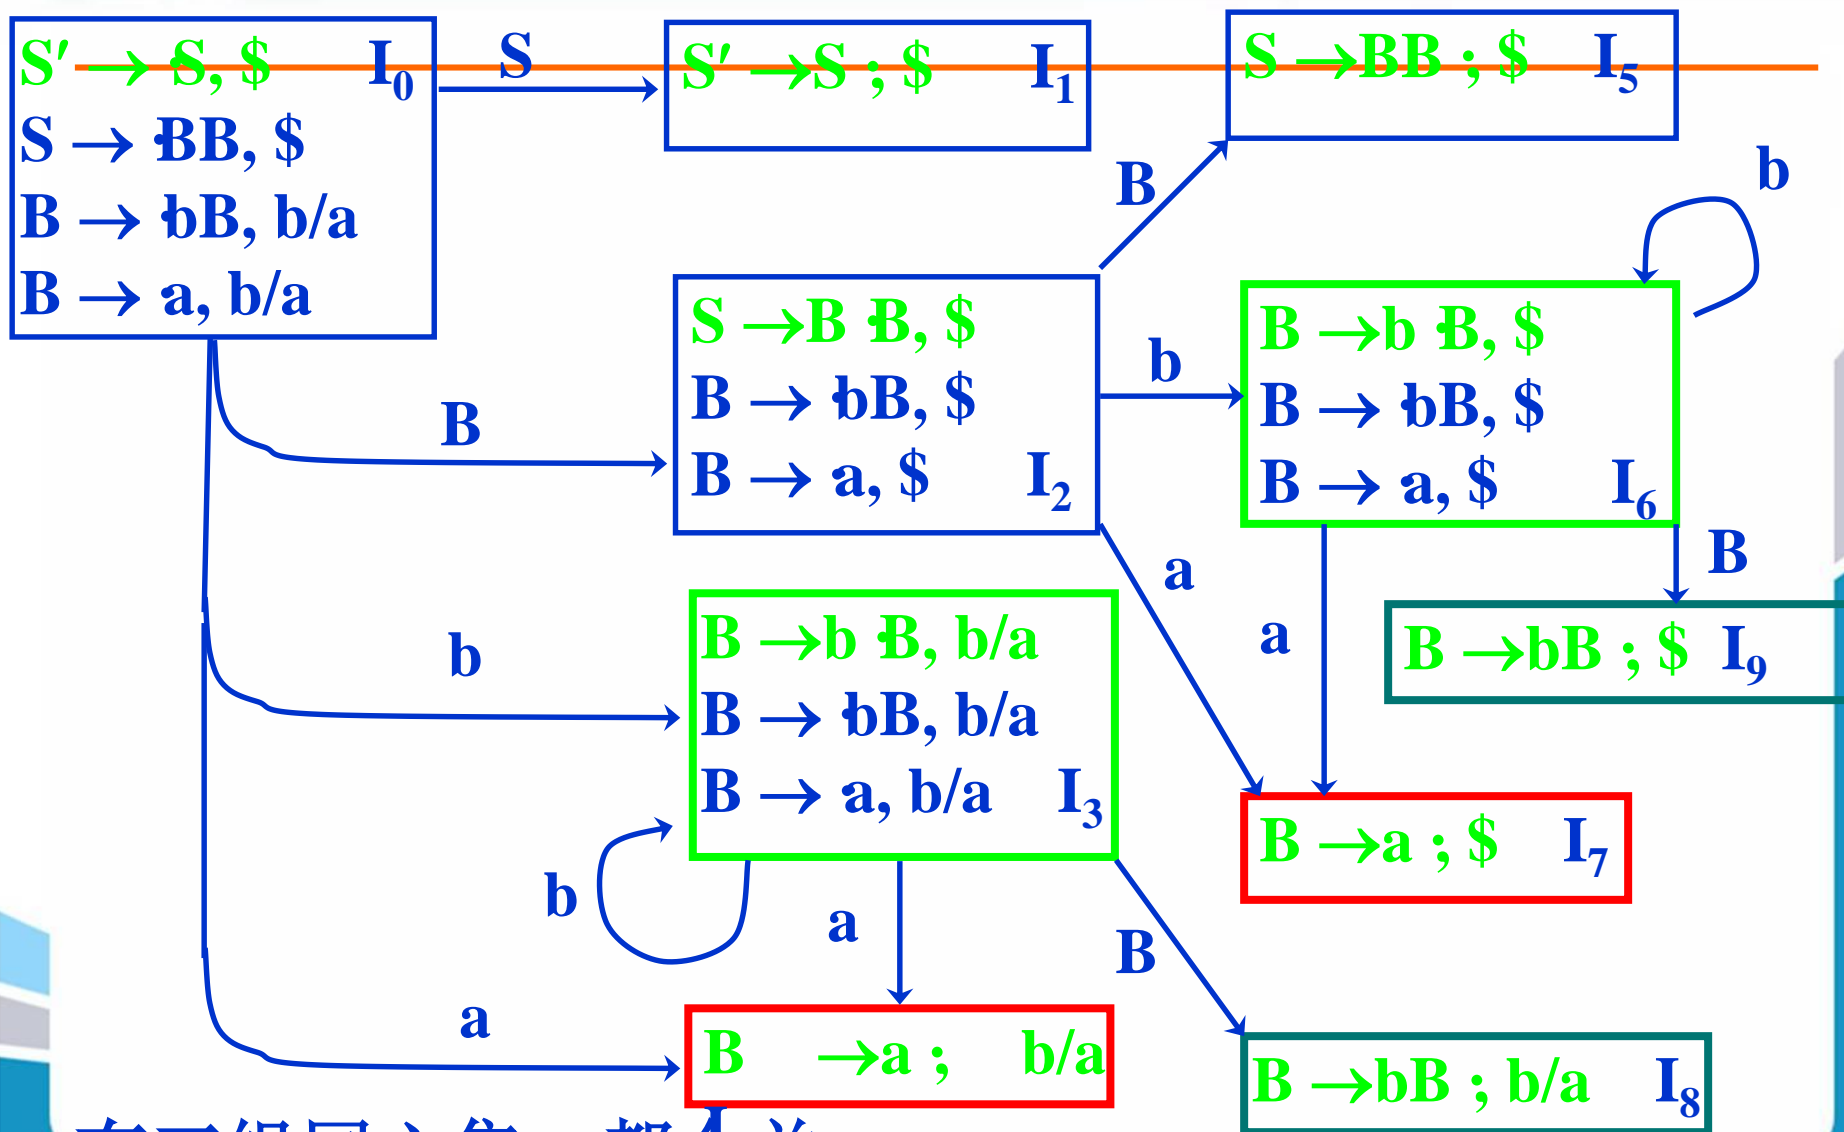 S′ → ·S, $ I₀
S → ·BB, $
B → ·bB, b/a
B → ·a, b/a
S
S′ → S·, $ I₁
S → BB·, $ I₅
B
b
S → B·B, $
B → ·bB, $
B → ·a, $ I₂
B
b
B → b·B, $
B → ·bB, $
B → ·a, $ I₆
B
a
a
B → bB·, $ I₉
B → b·B, b/a
B → ·bB, b/a
B → ·a, b/a I₃
b
b
a
B
B → a·, $ I₇
a
B → a·, b/a
B → bB·, b/a I₈